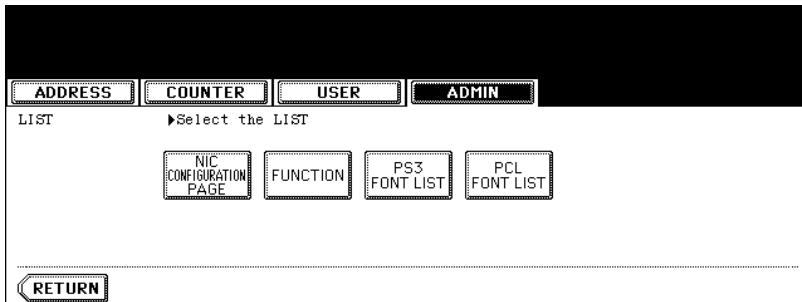 ADDRESS COUNTER USER ADMIN
LIST ▶Select the LIST
NIC CONFIGURATION PAGE
FUNCTION
PS3 FONT LIST
PCL FONT LIST
RETURN